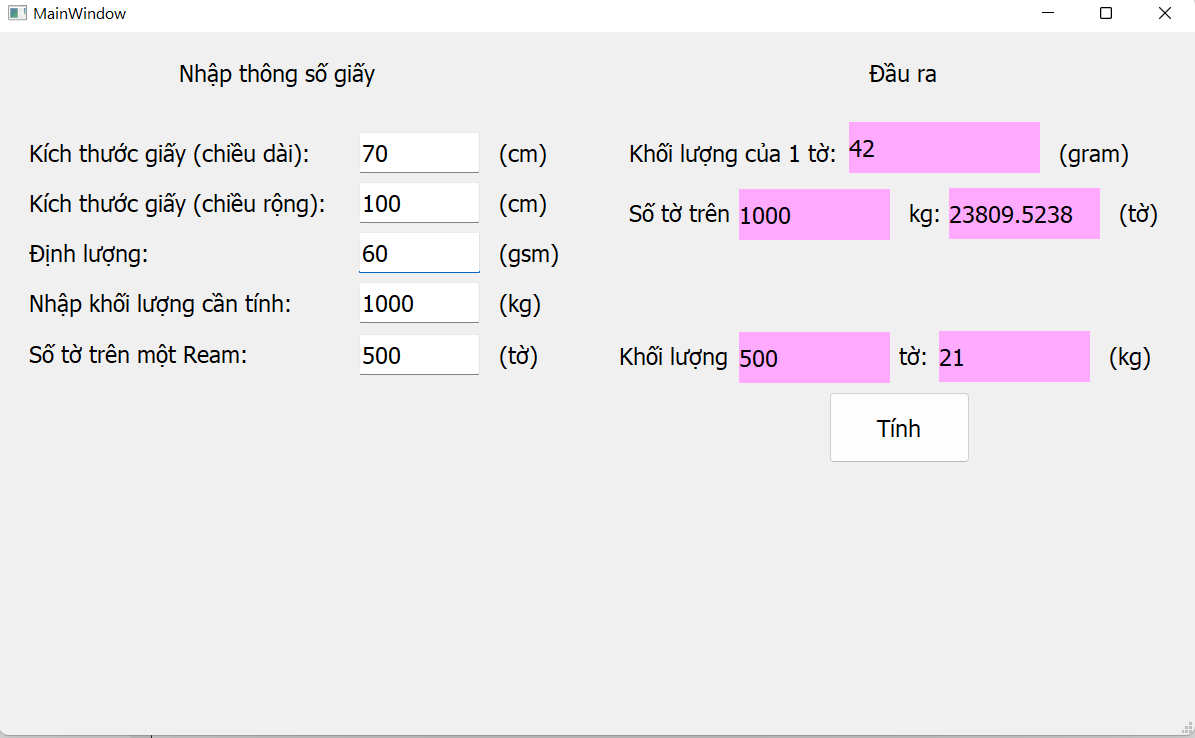 MainWindow
Nhập thông số giấy
Đầu ra
Kích thước giấy (chiều dài): 70 (cm)
Khối lượng của 1 tờ: 42 (gram)
Kích thước giấy (chiều rộng): 100 (cm)
Số tờ trên 1000 kg: 23809.5238 (tờ)
Định lượng: 60 (gsm)
Nhập khối lượng cần tính: 1000 (kg)
Số tờ trên một Ream: 500 (tờ)
Khối lượng 500 tờ: 21 (kg)
Tính